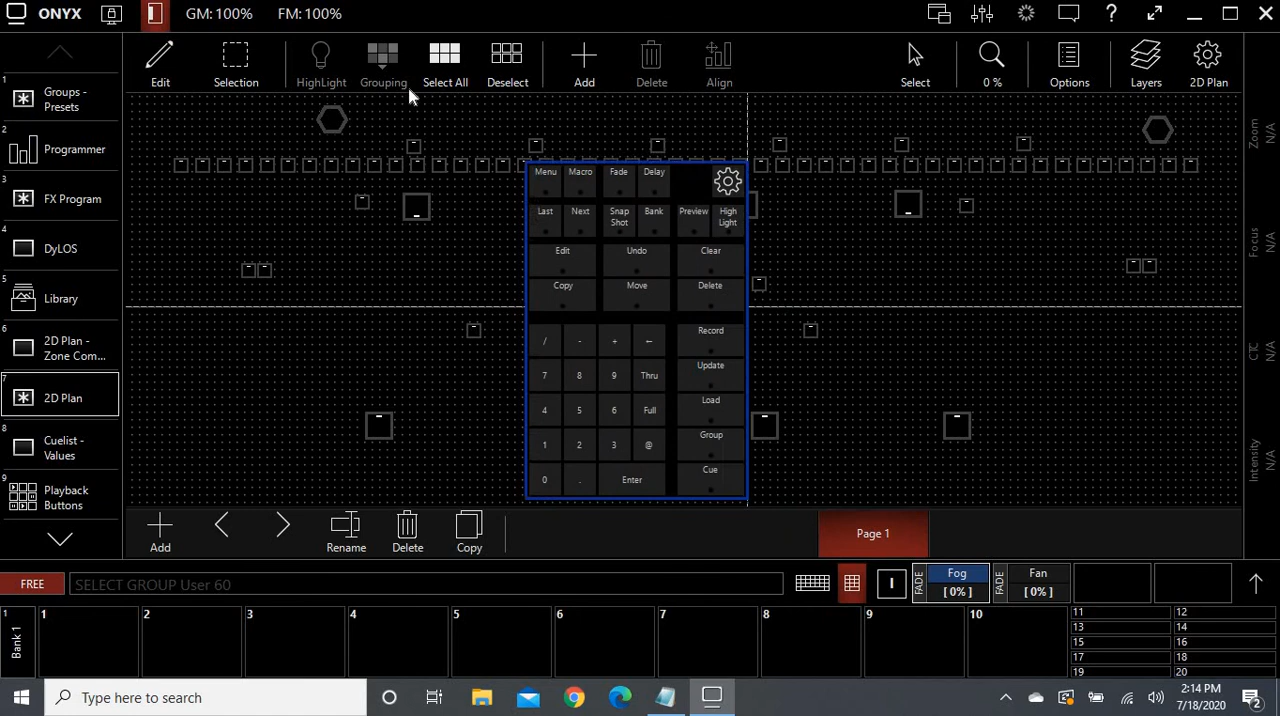 ONYX
GM: 100%
FM: 100%
?
Edit
Selection
HighLight
Grouping
Select All
Deselect
Add
Delete
Align
Select
0 %
Options
Layers
2D Plan
1
Groups -
Presets
2
Programmer
3
FX Program
4
DyLOS
5
Library
6
2D Plan -
Zone Com...
7
2D Plan
8
Cuelist -
Values
9
Playback
Buttons
Menu
Macro
Fade
Delay
Last
Next
Snap
Shot
Bank
Preview
High
Light
Edit
Undo
Clear
Copy
Move
Delete
/
-
+
←
Record
7
8
9
Thru
Update
4
5
6
Full
Load
1
2
3
@
Group
0
.
Enter
Cue
Zoom
N/A
Focus
N/A
CTC
N/A
Intensity
N/A
Add
Rename
Delete
Copy
Page 1
FREE
SELECT GROUP User 60
I
FADE
Fog
[ 0% ]
FADE
Fan
[ 0% ]
1
Bank 1
1
2
3
4
5
6
7
8
9
10
11
12
13
14
15
16
17
18
19
20
Type here to search
2:14 PM
7/18/2020
2